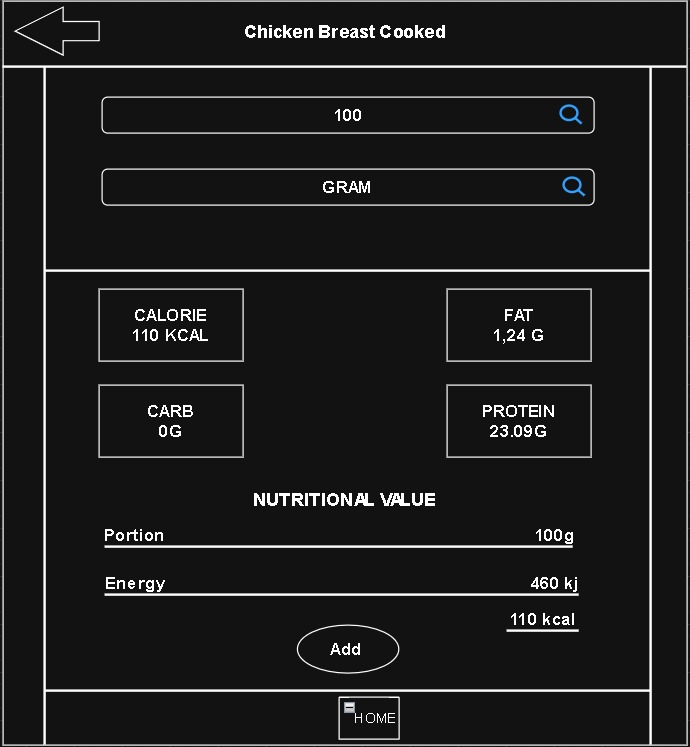 Chicken Breast Cooked
100
GRAM
CALORIE
110 KCAL
FAT
1,24 G
CARB
0G
PROTEIN
23.09G
NUTRITIONAL VALUE
Portion 100g
Energy 460 kj
110 kcal
Add
HOME